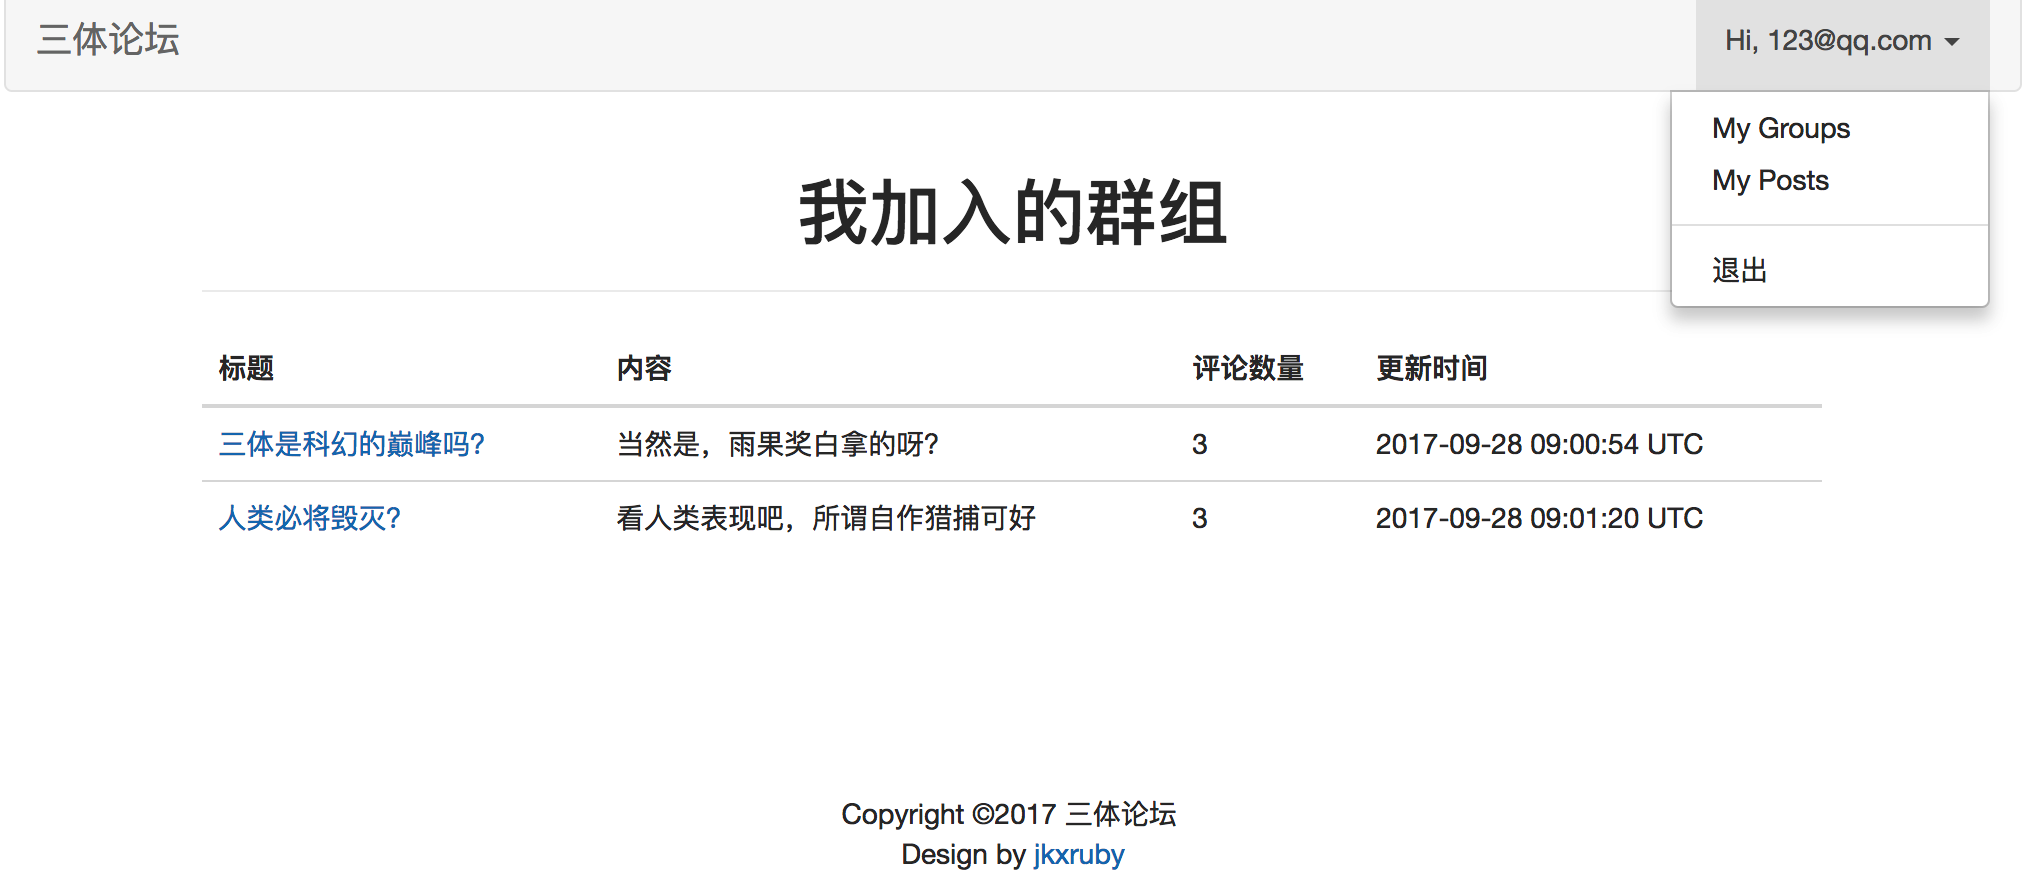 三体论坛
Hi, 123@qq.com
My Groups
My Posts
退出
我加入的群组
标题 内容 评论数量 更新时间
三体是科幻的巅峰吗? 当然是，雨果奖白拿的呀? 3 2017-09-28 09:00:54 UTC
人类必将毁灭? 看人类表现吧，所谓自作猎捕可好 3 2017-09-28 09:01:20 UTC
Copyright ©2017 三体论坛
Design by jkxruby